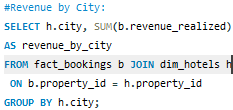 #Revenue by City:
SELECT h.city, SUM(b.revenue_realized)
AS revenue_by_city
FROM fact_bookings b JOIN dim_hotels h
ON b.property_id = h.property_id
GROUP BY h.city;